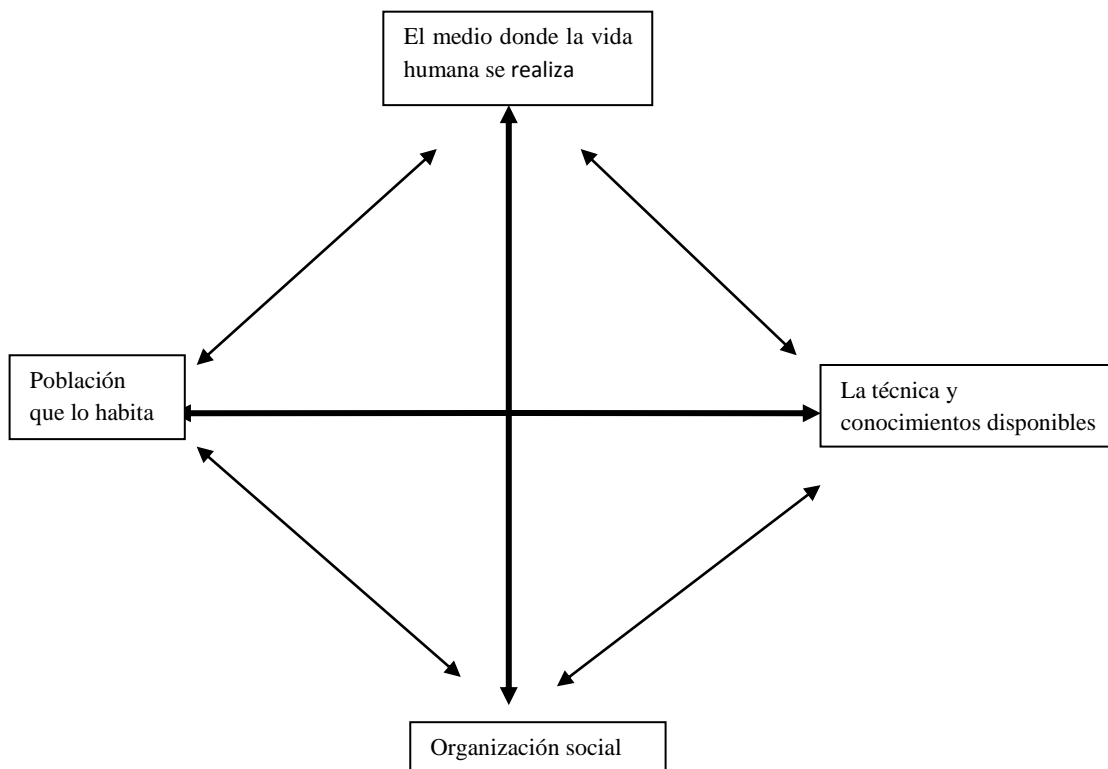 El medio donde la vida
humana se realiza
Población
que lo habita
La técnica y
conocimientos disponibles
Organización social